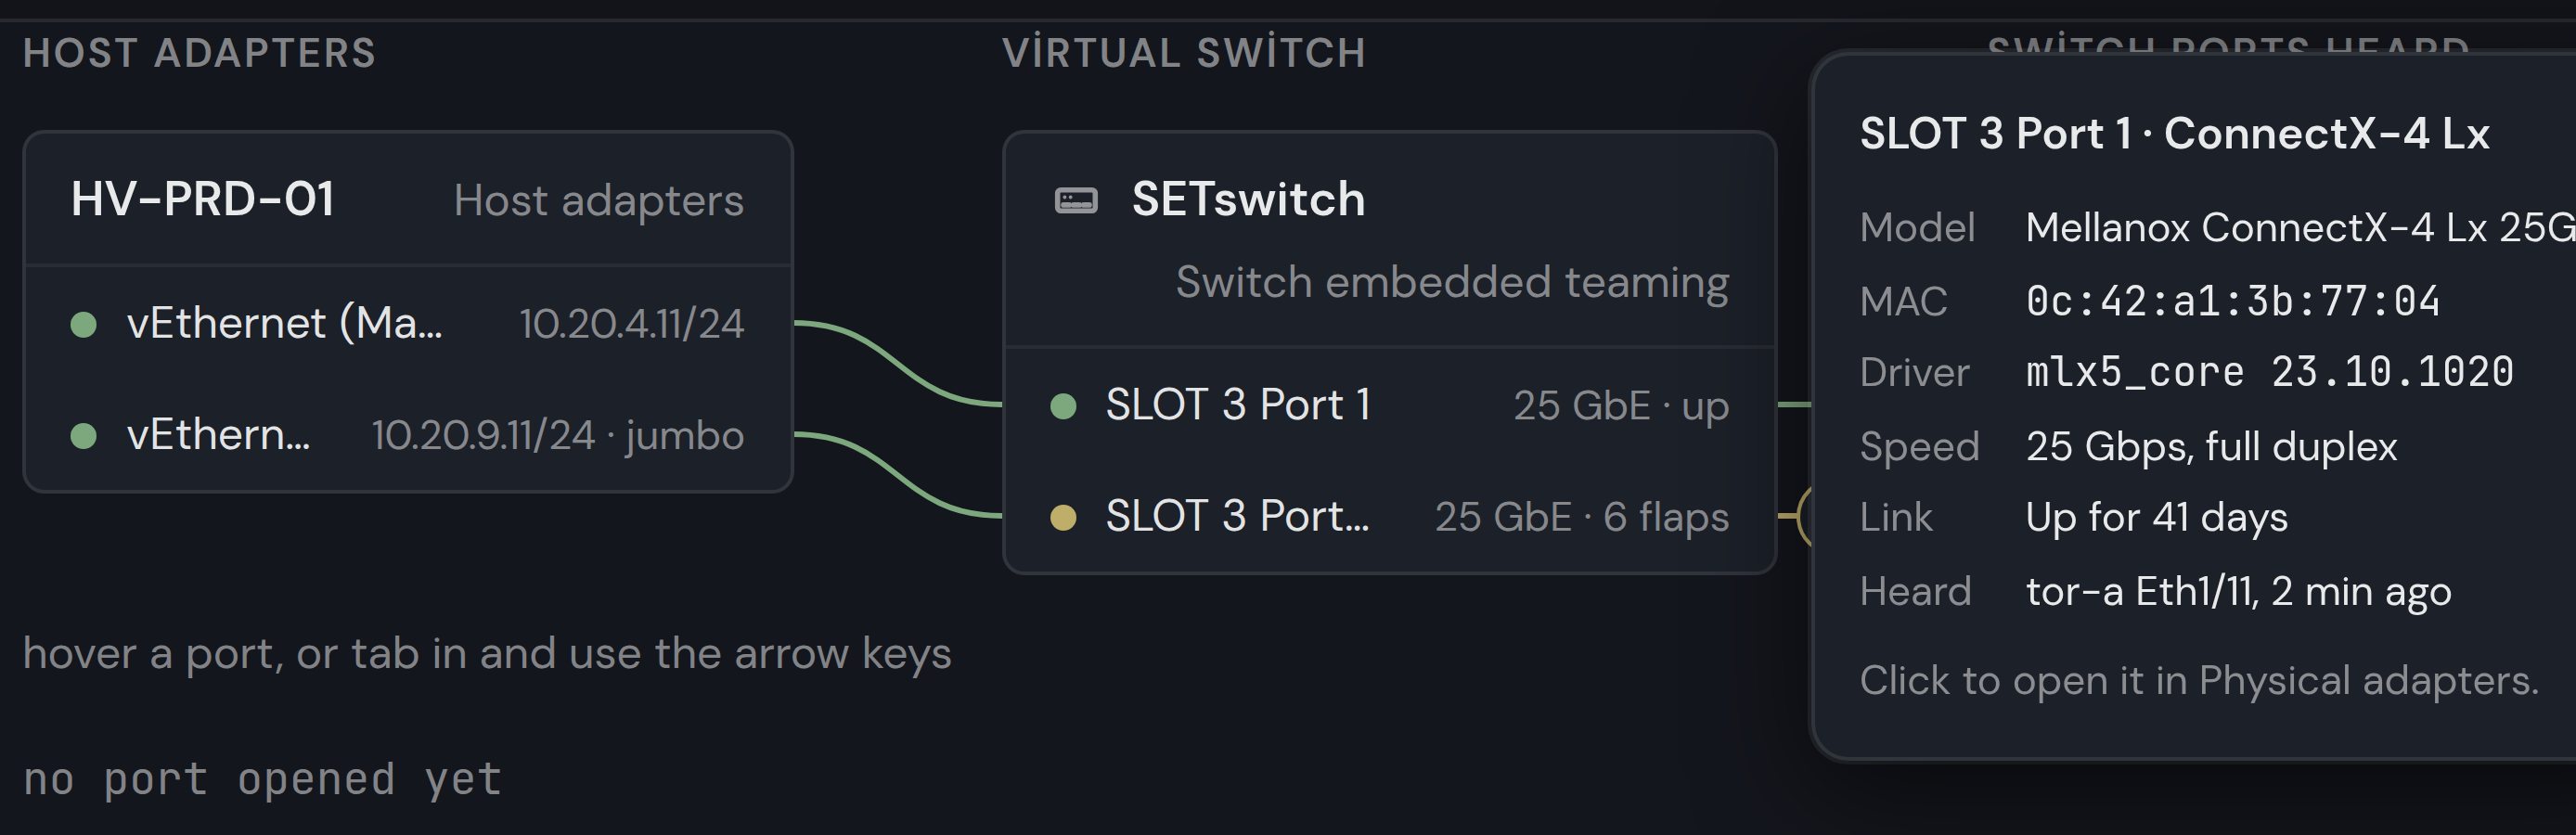 HOST ADAPTERS
VİRTUAL SWİTCH
SWİTCH PORTS HEARD
HV-PRD-01 Host adapters
vEthernet (Ma... 10.20.4.11/24
vEthern... 10.20.9.11/24 · jumbo
SETswitch
Switch embedded teaming
SLOT 3 Port 1 25 GbE · up
SLOT 3 Port... 25 GbE · 6 flaps
SLOT 3 Port 1 · ConnectX-4 Lx
Model Mellanox ConnectX-4 Lx 25G
MAC 0c:42:a1:3b:77:04
Driver mlx5_core 23.10.1020
Speed 25 Gbps, full duplex
Link Up for 41 days
Heard tor-a Eth1/11, 2 min ago
Click to open it in Physical adapters.
hover a port, or tab in and use the arrow keys
no port opened yet